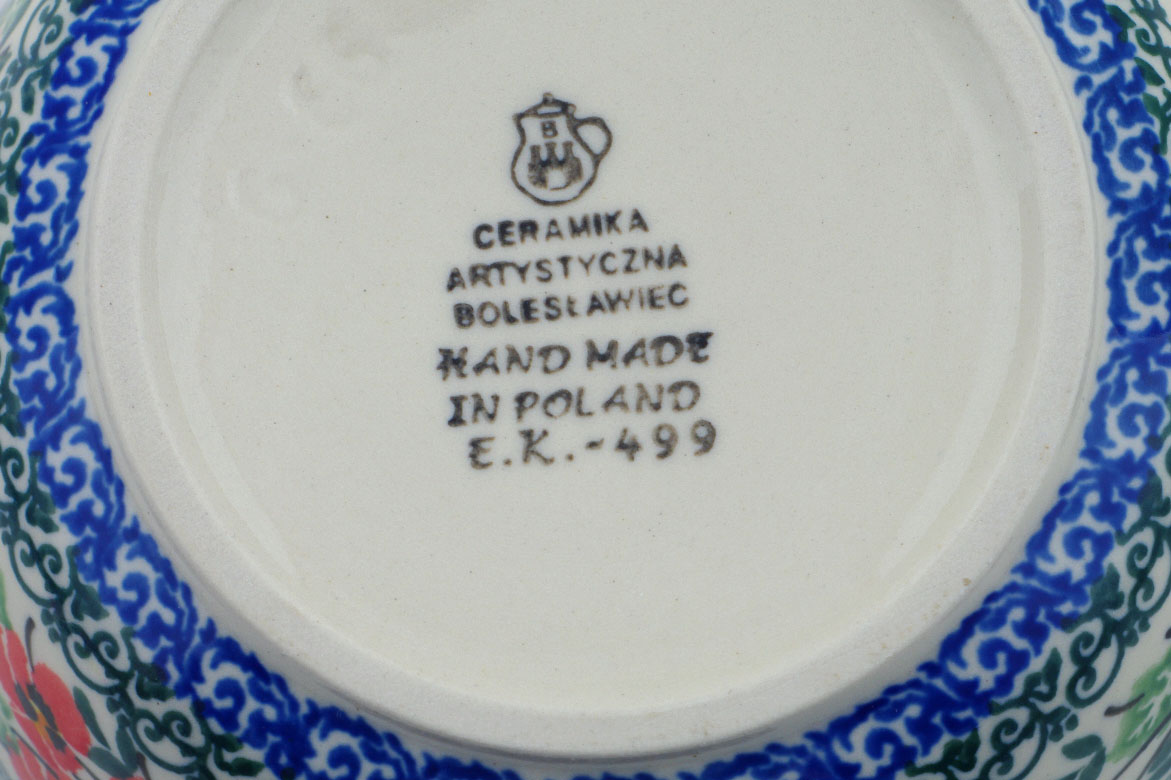 B
CERAMIKA
ARTYSTYCZNA
BOLESŁAWIEC
HAND MADE
IN POLAND
E.K.-499